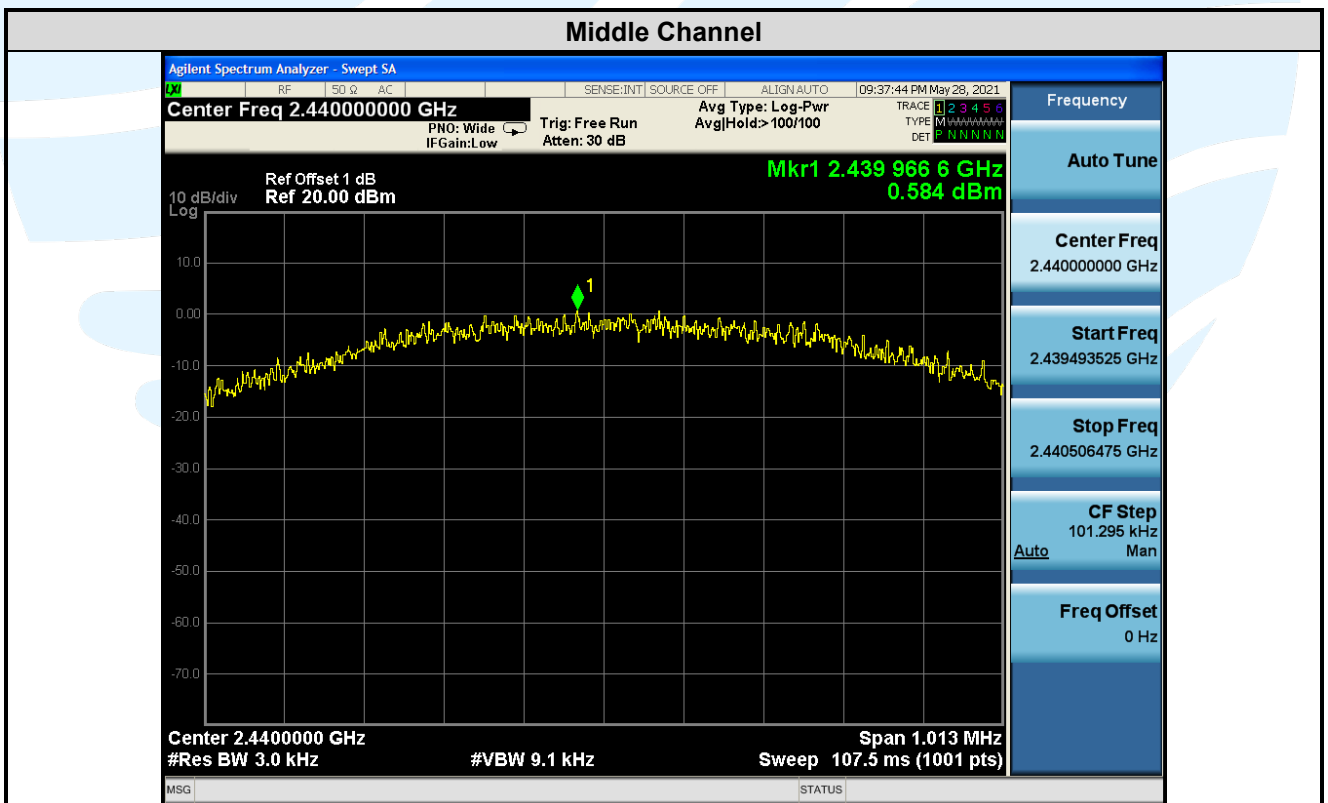 Middle Channel
Agilent Spectrum Analyzer - Swept SA
LXI RF 50 Ω AC SENSE:INT SOURCE OFF ALIGN AUTO 09:37:44 PM May 28, 2021
Center Freq 2.440000000 GHz
PNO: Wide
IFGain:Low
Trig: Free Run
Atten: 30 dB
Avg Type: Log-Pwr
Avg|Hold:>100/100
TRACE 1 2 3 4 5 6
TYPE M WWWWW
DET P N N N N N
Mkr1 2.439 966 6 GHz
0.584 dBm
Ref Offset 1 dB
10 dB/div Ref 20.00 dBm
Log
1
10.0
0.00
-10.0
-20.0
-30.0
-40.0
-50.0
-60.0
-70.0
Center 2.4400000 GHz Span 1.013 MHz
#Res BW 3.0 kHz #VBW 9.1 kHz Sweep 107.5 ms (1001 pts)
MSG STATUS
Frequency
Auto Tune
Center Freq
2.440000000 GHz
Start Freq
2.439493525 GHz
Stop Freq
2.440506475 GHz
CF Step
101.295 kHz
Auto Man
Freq Offset
0 Hz